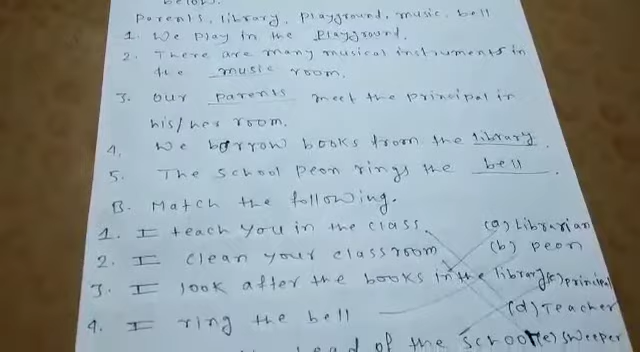 below.
Parents, library, Playground, music, bell
1. We play in the Playground.
2. There are many musical instruments in
the music room.
3. Our parents meet the principal in
his/her room.
4. We borrow books from the library.
5. The school peon rings the bell.
B. Match the following.
1. I teach you in the class. (a) Librarian
2. I clean your classroom (b) Peon
3. I look after the books in the library (c) principal
4. I ring the bell (d) Teacher
head of the school (e) sweeper